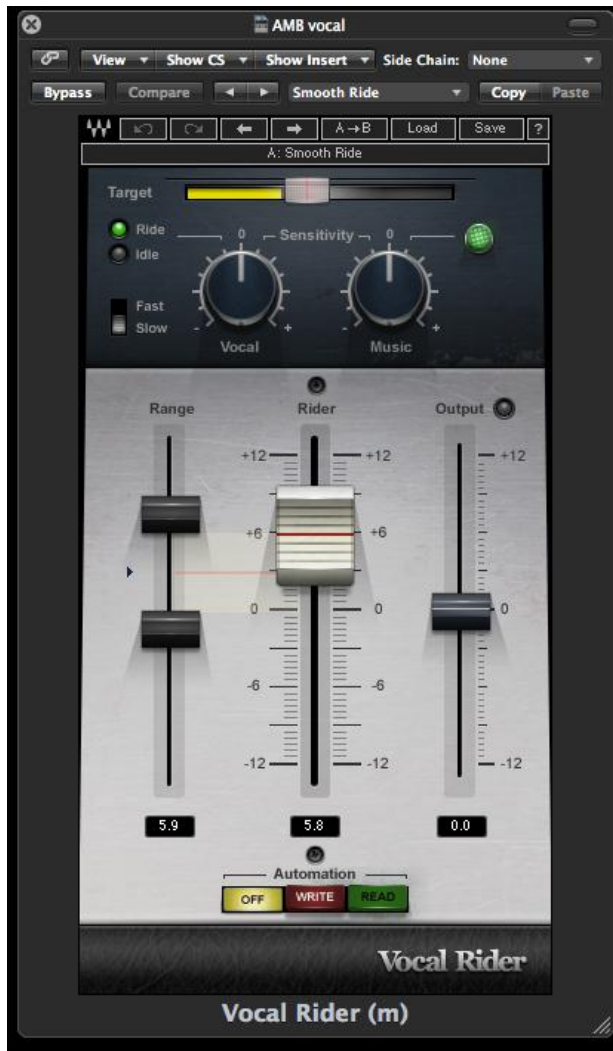 AMB vocal
View Show CS Show Insert Side Chain: None
Bypass Compare Smooth Ride Copy Paste
A→B Load Save ?
A: Smooth Ride
Target
Ride
Idle
0 Sensitivity 0
Fast
Slow
- + - +
Vocal Music
Range Rider Output
+12 +12 +12
+6 +6
0 0 0
-6 -6
-12 -12 -12
5.9 5.8 0.0
Automation
OFF WRITE READ
Vocal Rider
Vocal Rider (m)